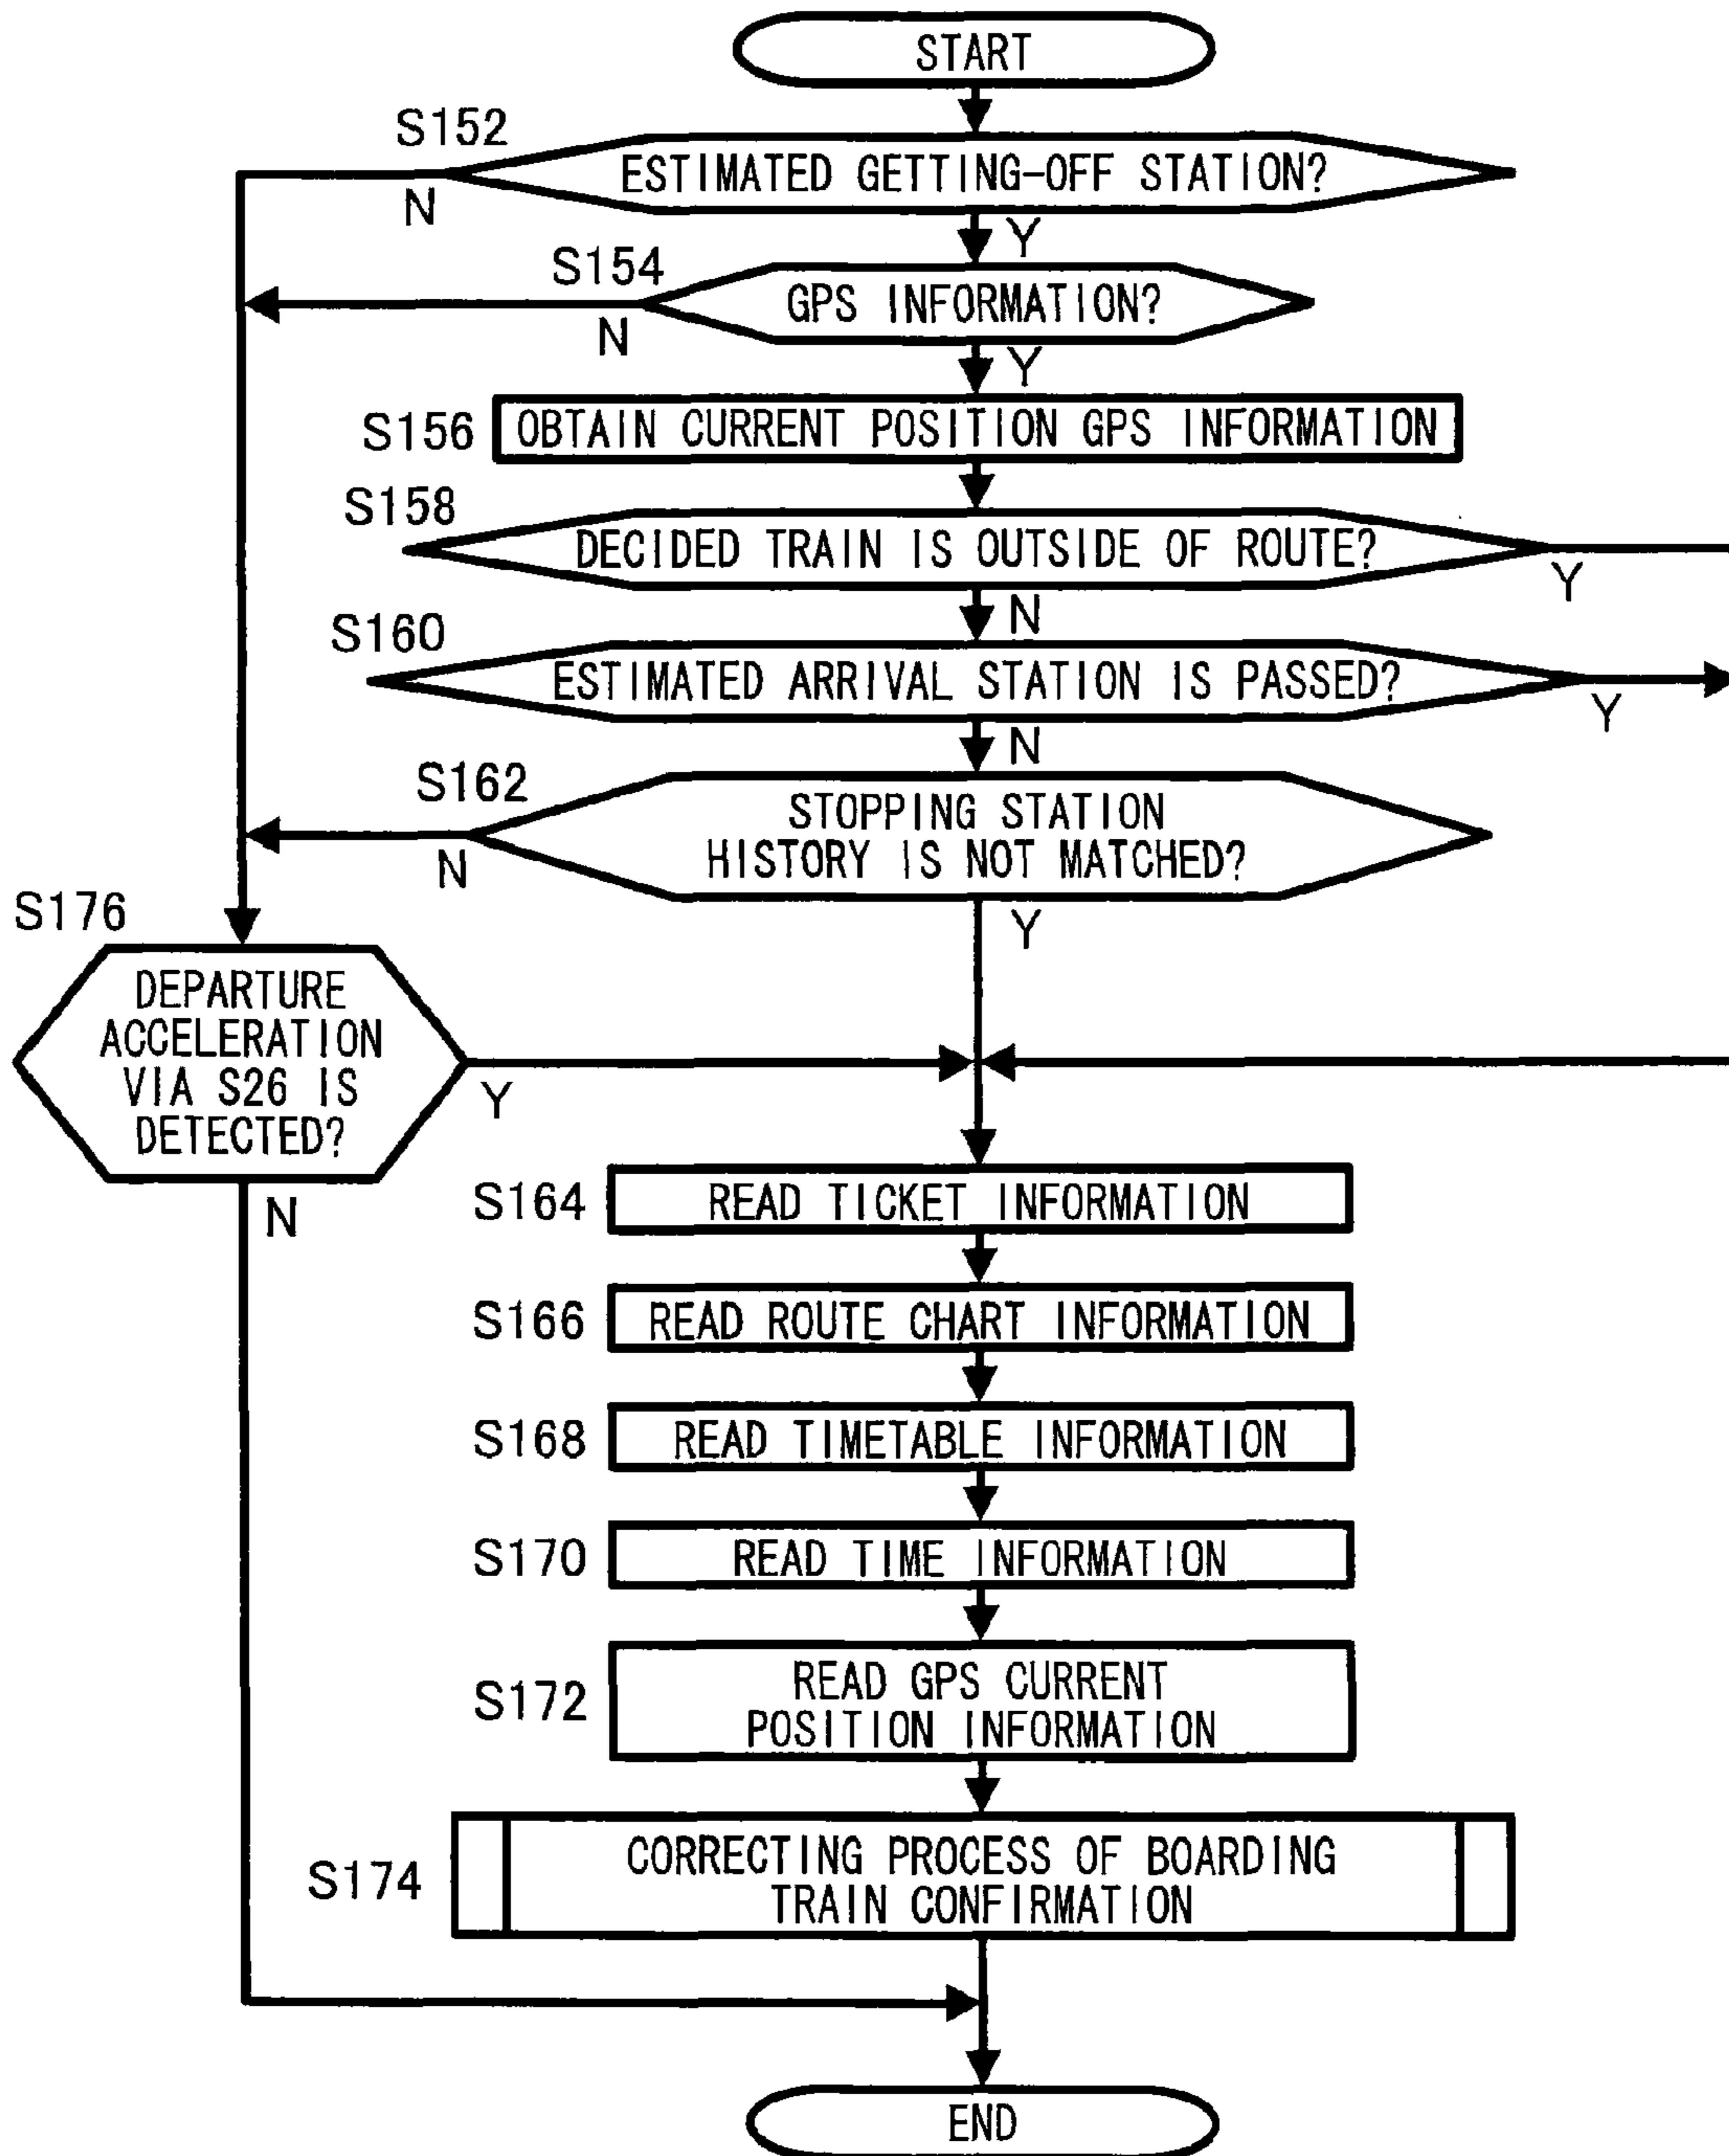 START
S152
ESTIMATED GETTING-OFF STATION?
N
Y
S154
GPS INFORMATION?
N
Y
S156
OBTAIN CURRENT POSITION GPS INFORMATION
S158
DECIDED TRAIN IS OUTSIDE OF ROUTE?
Y
N
S160
ESTIMATED ARRIVAL STATION IS PASSED?
Y
N
S162
STOPPING STATION
HISTORY IS NOT MATCHED?
N
Y
S176
DEPARTURE
ACCELERATION
VIA S26 IS
DETECTED?
Y
N
S164
READ TICKET INFORMATION
S166
READ ROUTE CHART INFORMATION
S168
READ TIMETABLE INFORMATION
S170
READ TIME INFORMATION
S172
READ GPS CURRENT
POSITION INFORMATION
S174
CORRECTING PROCESS OF BOARDING
TRAIN CONFIRMATION
END